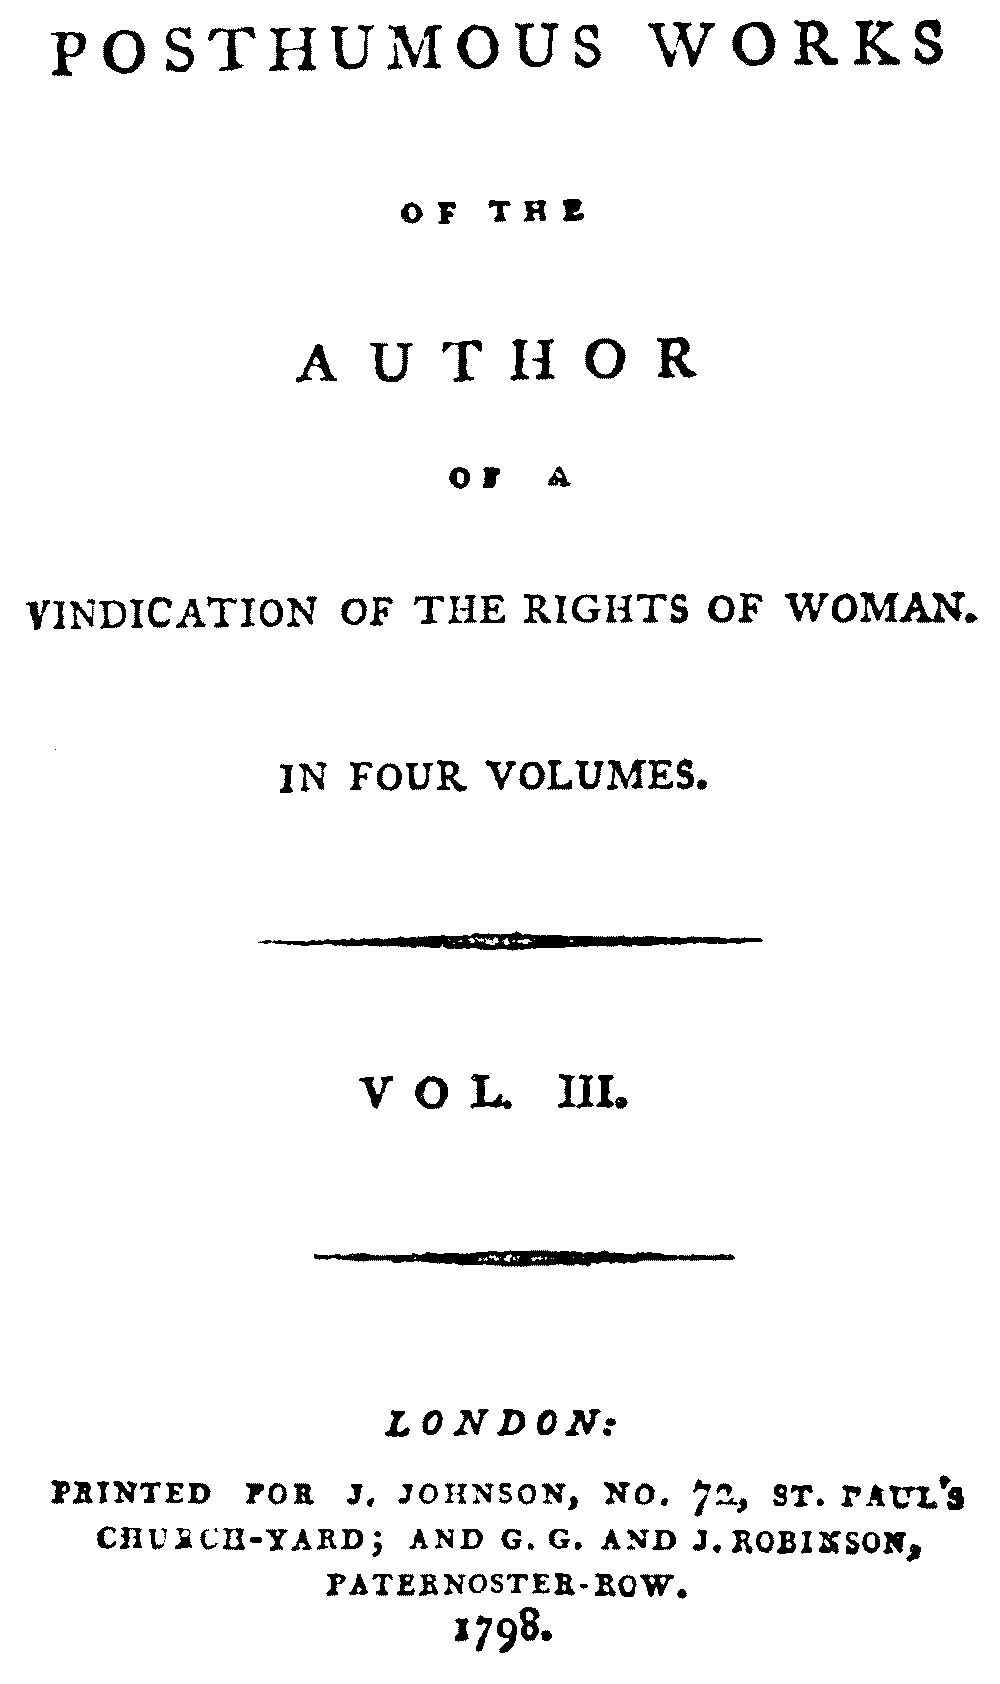 POSTHUMOUS WORKS
OF THE
AUTHOR
OF A
VINDICATION OF THE RIGHTS OF WOMAN.
IN FOUR VOLUMES.
VOL. III.
LONDON:
PRINTED FOR J. JOHNSON, NO. 72, ST. PAUL'S
CHURCH-YARD; AND G. G. AND J. ROBINSON,
PATERNOSTER-ROW.
1798.